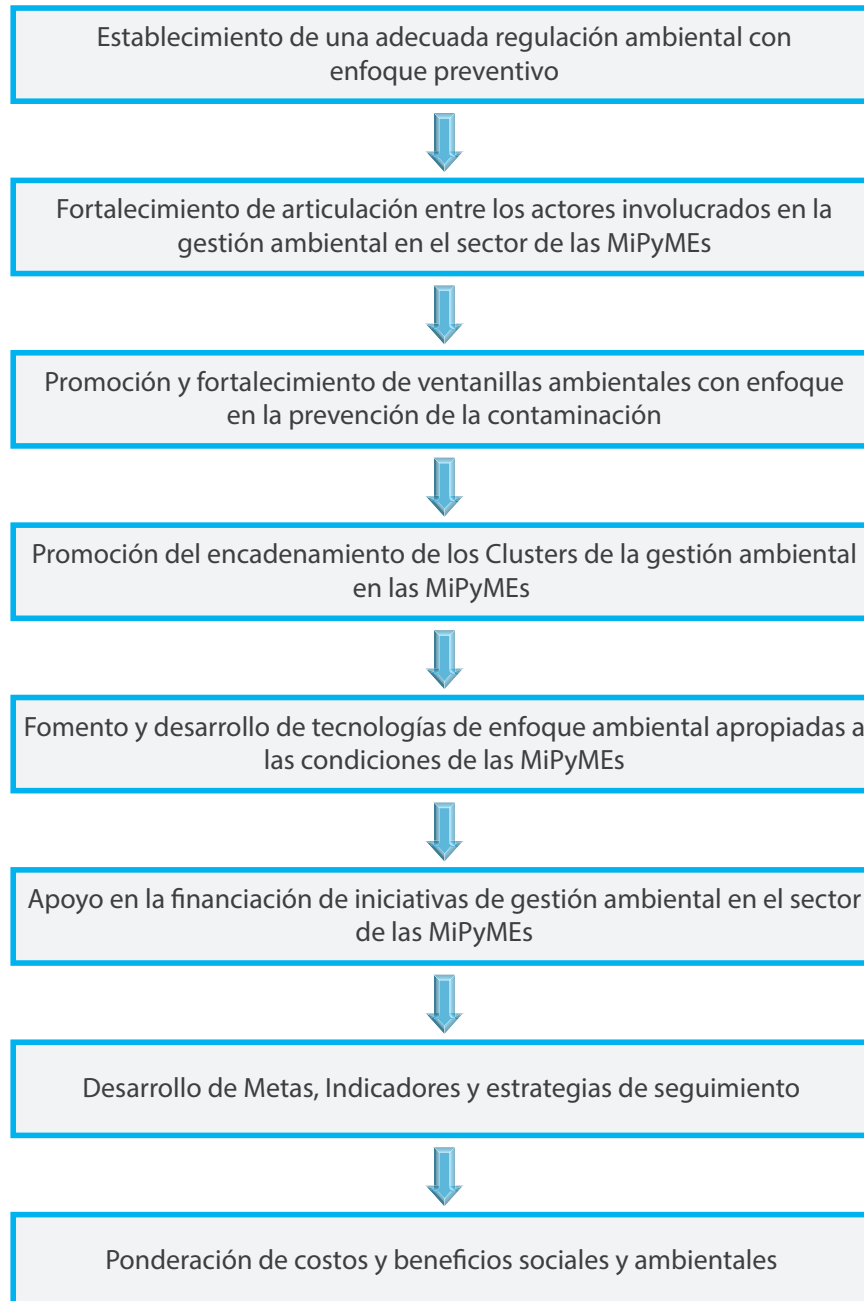 Establecimiento de una adecuada regulación ambiental con
enfoque preventivo
Fortalecimiento de articulación entre los actores involucrados en la
gestión ambiental en el sector de las MiPyMEs
Promoción y fortalecimiento de ventanillas ambientales con enfoque
en la prevención de la contaminación
Promoción del encadenamiento de los Clusters de la gestión ambiental
en las MiPyMEs
Fomento y desarrollo de tecnologías de enfoque ambiental apropiadas a
las condiciones de las MiPyMEs
Apoyo en la financiación de iniciativas de gestión ambiental en el sector
de las MiPyMEs
Desarrollo de Metas, Indicadores y estrategias de seguimiento
Ponderación de costos y beneficios sociales y ambientales